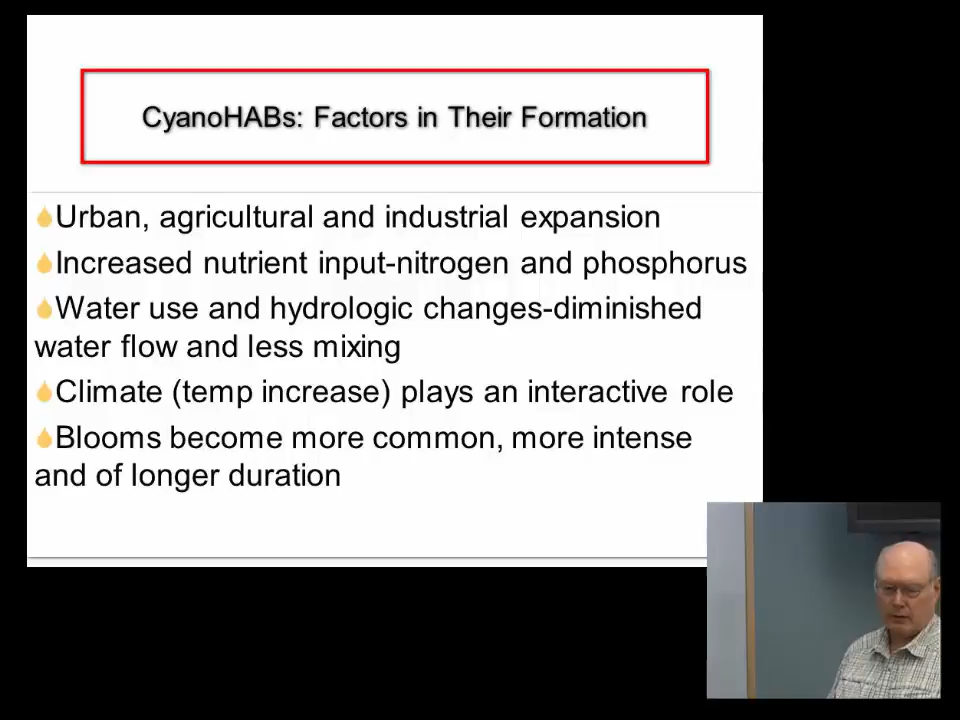 CyanoHABs: Factors in Their Formation
Urban, agricultural and industrial expansion
Increased nutrient input-nitrogen and phosphorus
Water use and hydrologic changes-diminished
water flow and less mixing
Climate (temp increase) plays an interactive role
Blooms become more common, more intense
and of longer duration